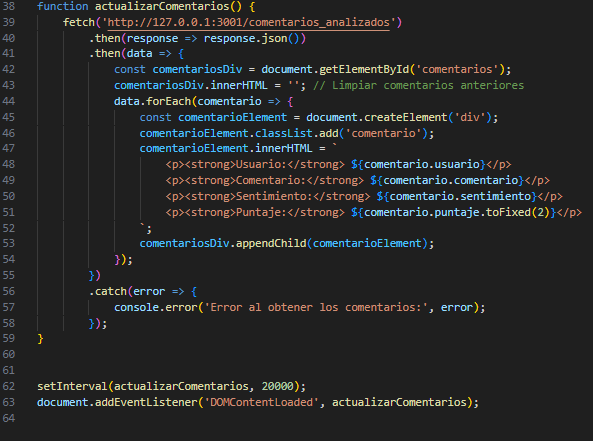 38 function actualizarComentarios() {
39     fetch('http://127.0.0.1:3001/comentarios_analizados')
40         .then(response => response.json())
41         .then(data => {
42             const comentariosDiv = document.getElementById('comentarios');
43             comentariosDiv.innerHTML = ''; // Limpiar comentarios anteriores
44             data.forEach(comentario => {
45                 const comentarioElement = document.createElement('div');
46                 comentarioElement.classList.add('comentario');
47                 comentarioElement.innerHTML = `
48                     <p><strong>Usuario:</strong> ${comentario.usuario}</p>
49                     <p><strong>Comentario:</strong> ${comentario.comentario}</p>
50                     <p><strong>Sentimiento:</strong> ${comentario.sentimiento}</p>
51                     <p><strong>Puntaje:</strong> ${comentario.puntaje.toFixed(2)}</p>
52                 `;
53                 comentariosDiv.appendChild(comentarioElement);
54             });
55         })
56         .catch(error => {
57             console.error('Error al obtener los comentarios:', error);
58         });
59 }
60
61
62 setInterval(actualizarComentarios, 20000);
63 document.addEventListener('DOMContentLoaded', actualizarComentarios);
64